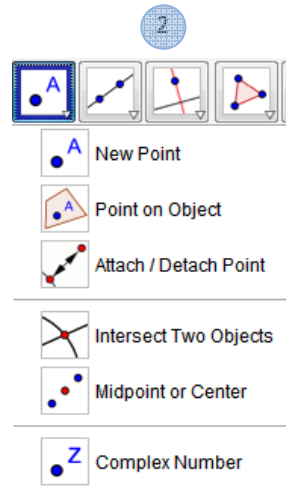 2
A
A New Point
A Point on Object
Attach / Detach Point
Intersect Two Objects
Midpoint or Center
Z Complex Number